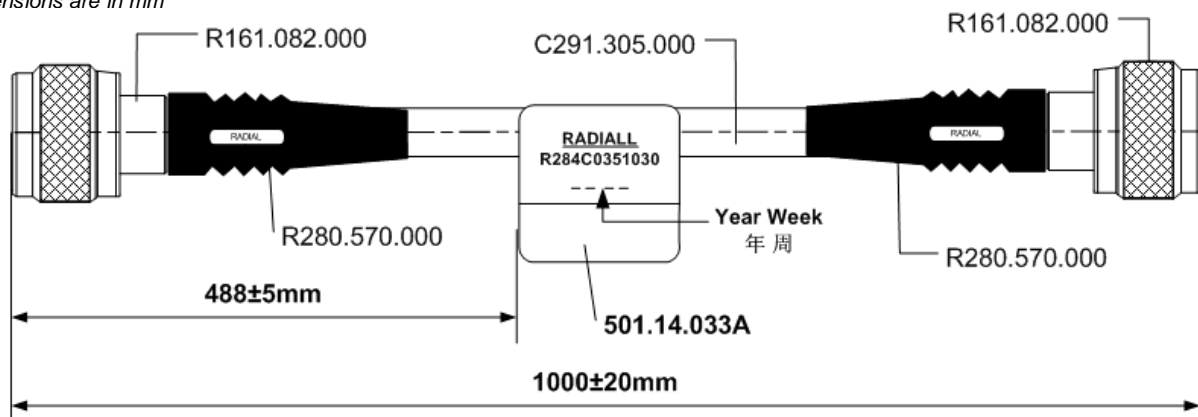 dimensions are in mm
R161.082.000
C291.305.000
R161.082.000
RADIAL
RADIALL
R284C0351030
RADIAL
Year Week
年 周
R280.570.000
R280.570.000
488±5mm
501.14.033A
1000±20mm